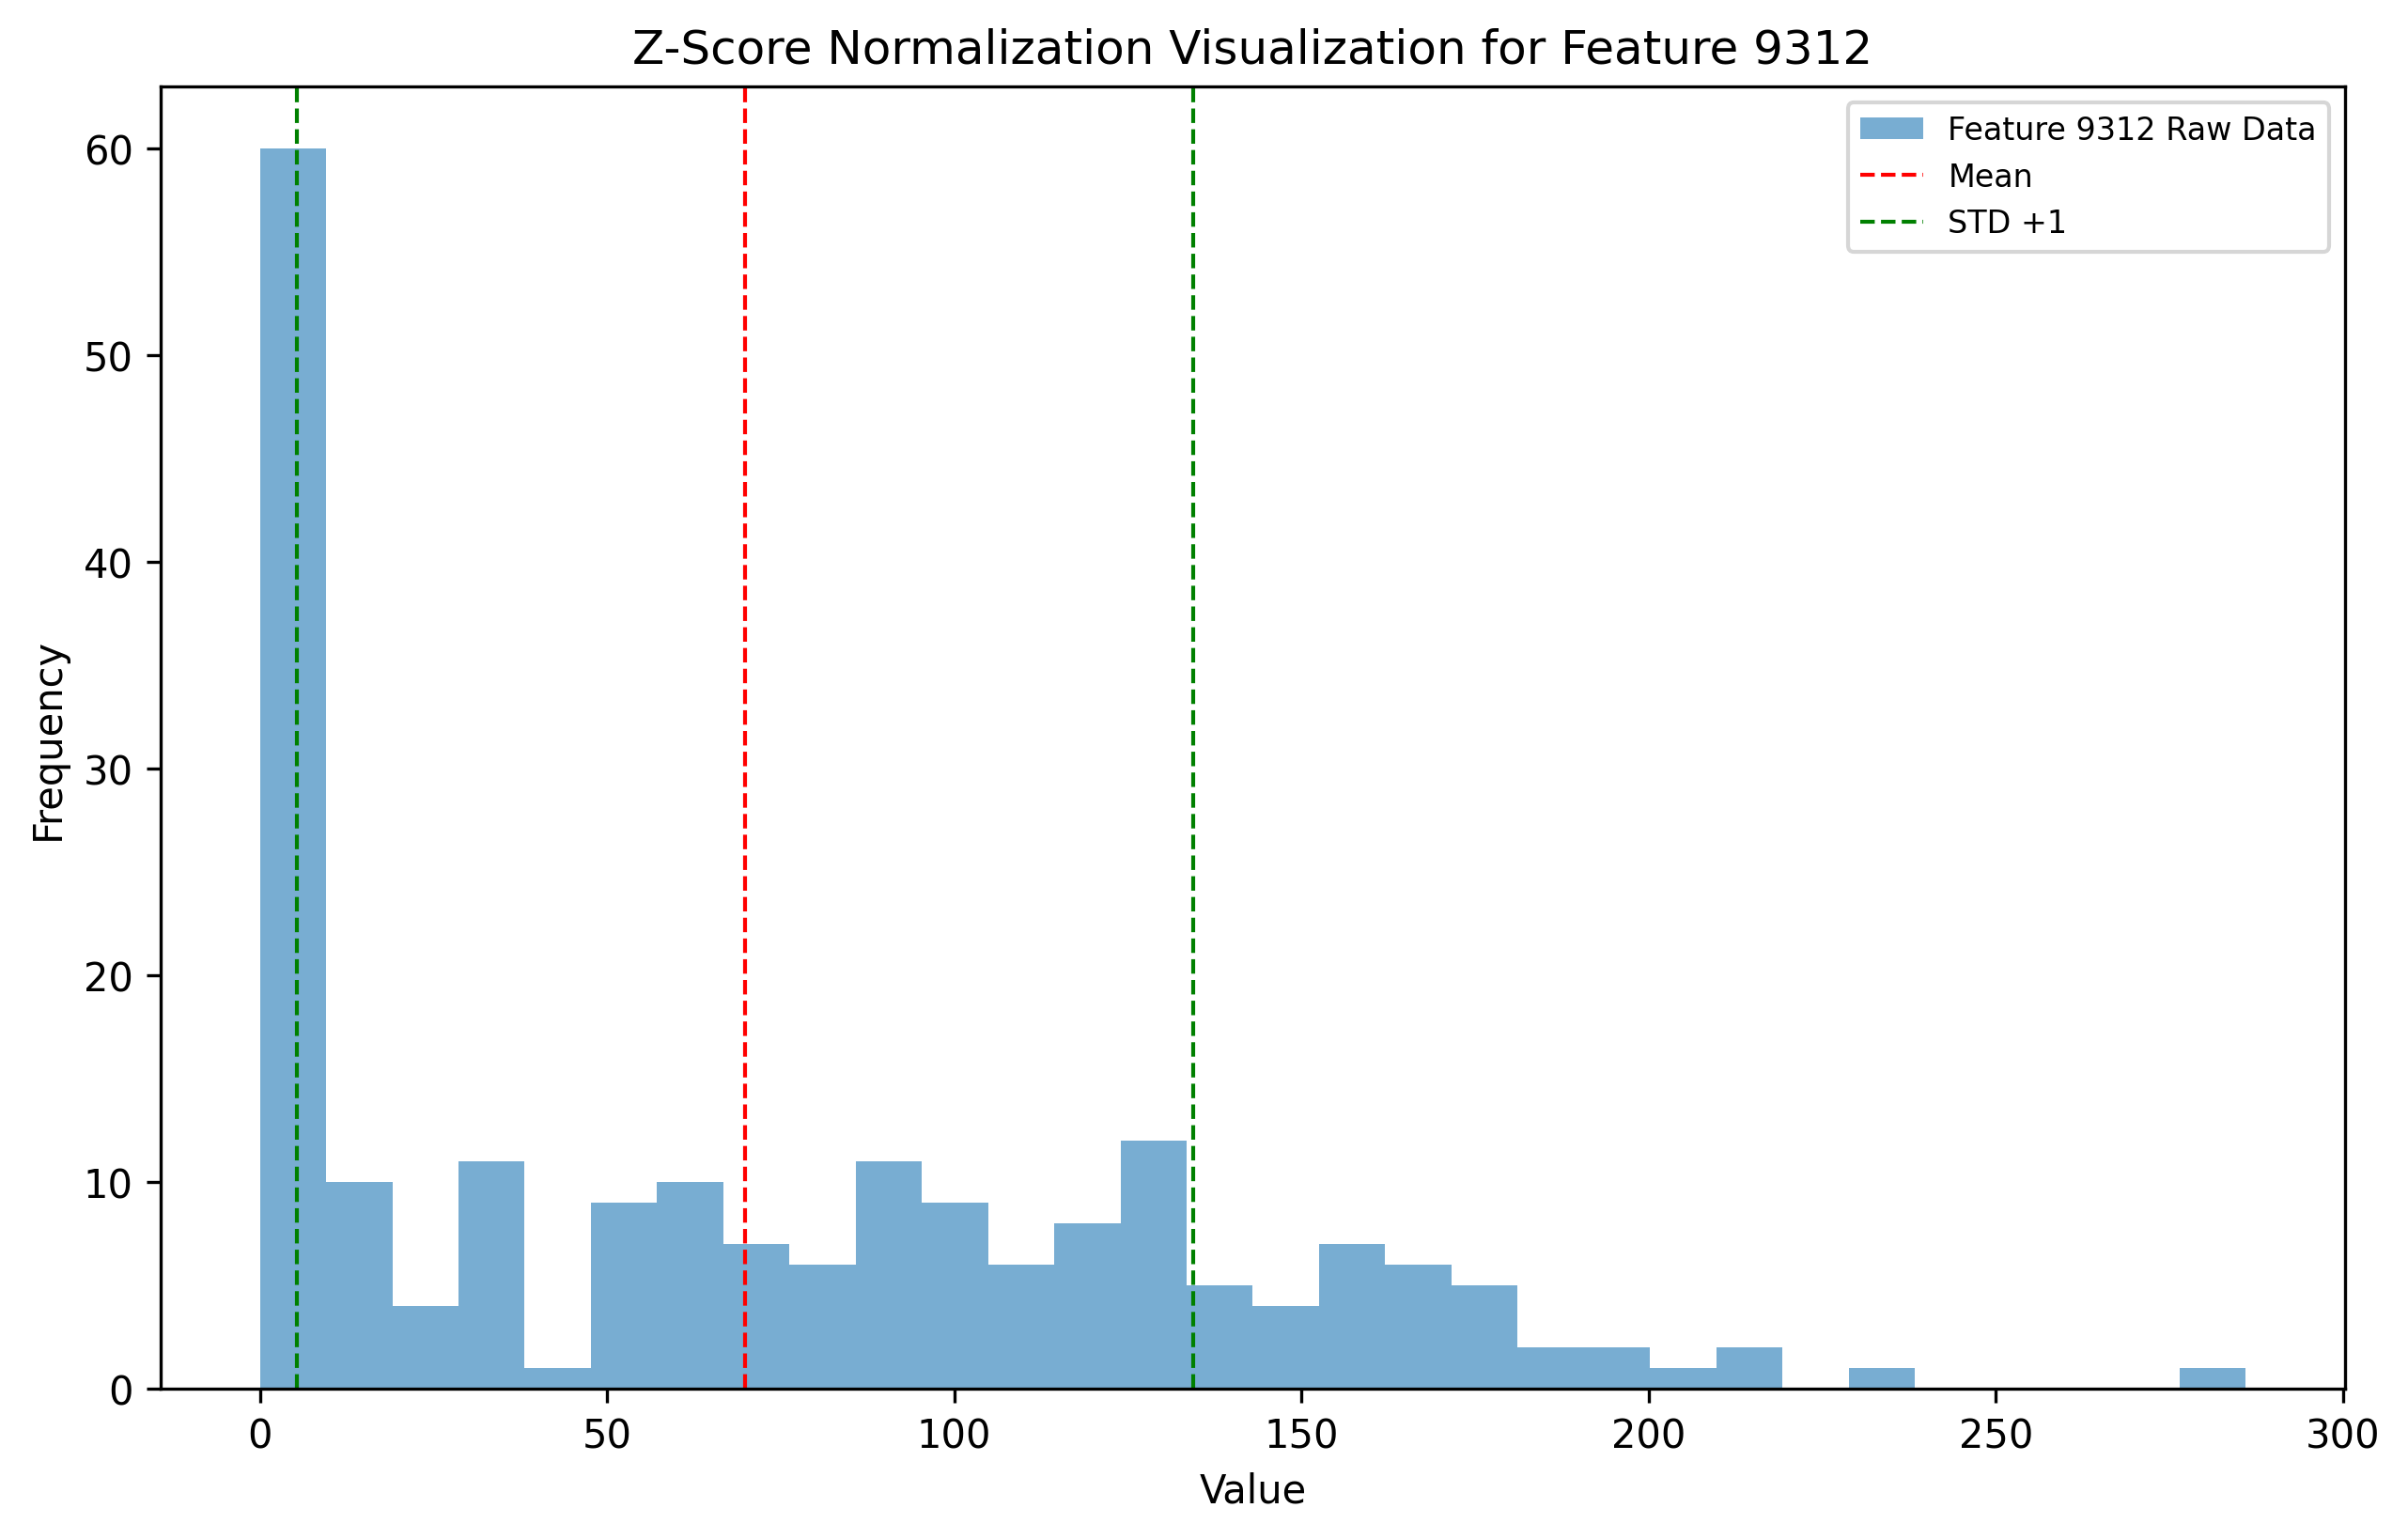 Z-Score Normalization Visualization for Feature 9312
Feature 9312 Raw Data
Mean
STD +1
60
50
40
30
20
10
0
Frequency
0 50 100 150 200 250 300
Value